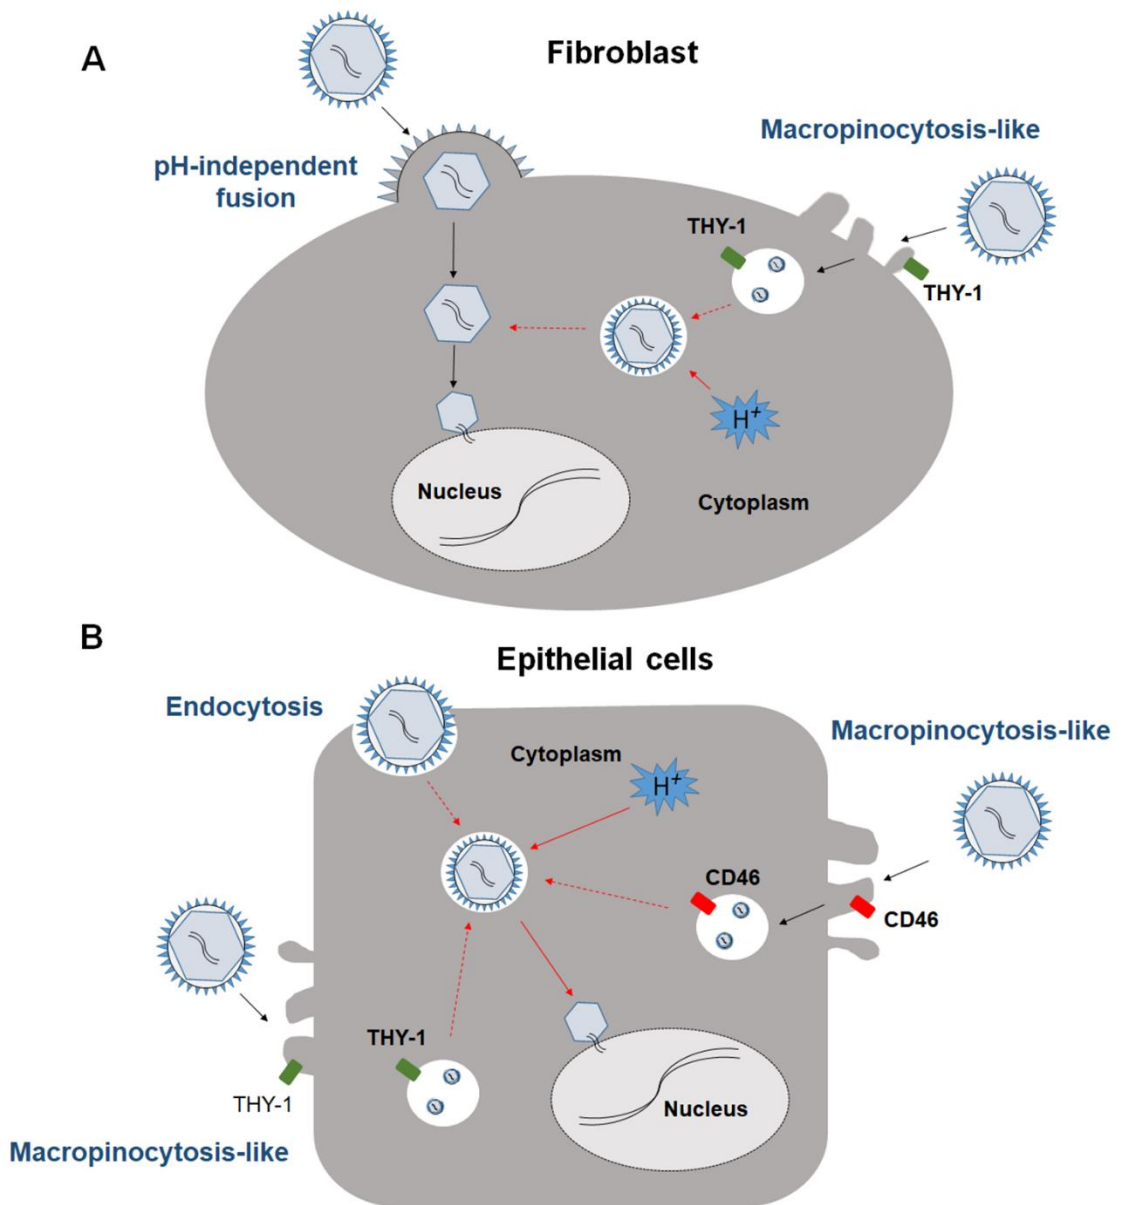 A
Fibroblast
Macropinocytosis-like
pH-independent
fusion
THY-1
THY-1
H+
Nucleus
Cytoplasm
B
Epithelial cells
Endocytosis
Macropinocytosis-like
Cytoplasm
H+
CD46
CD46
THY-1
THY-1
Nucleus
Macropinocytosis-like